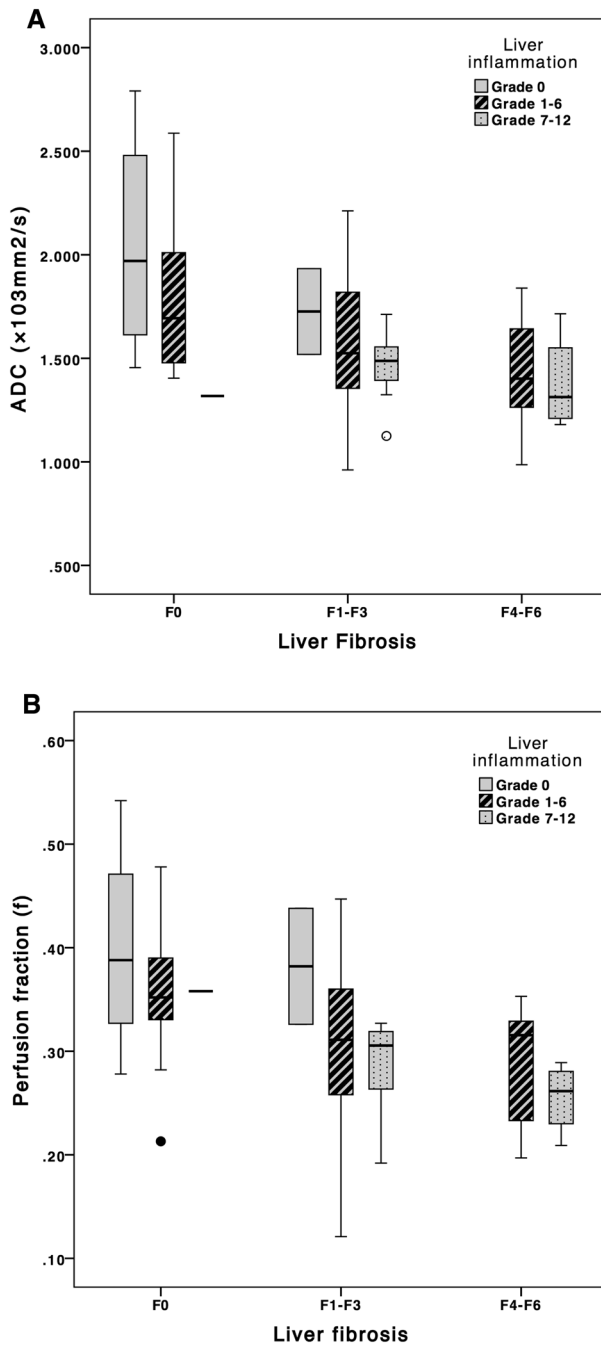 A
Liver
inflammation
Grade 0
Grade 1-6
Grade 7-12
3.000
2.500
2.000
1.500
1.000
.500
ADC (×103mm2/s)
F0
F1-F3
F4-F6
Liver Fibrosis
B
Liver
inflammation
Grade 0
Grade 1-6
Grade 7-12
.60
.50
.40
.30
.20
.10
Perfusion fraction (f)
F0
F1-F3
F4-F6
Liver fibrosis